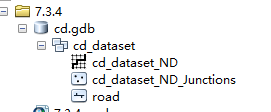 7.3.4
cd.gdb
cd_dataset
cd_dataset_ND
cd_dataset_ND_Junctions
road